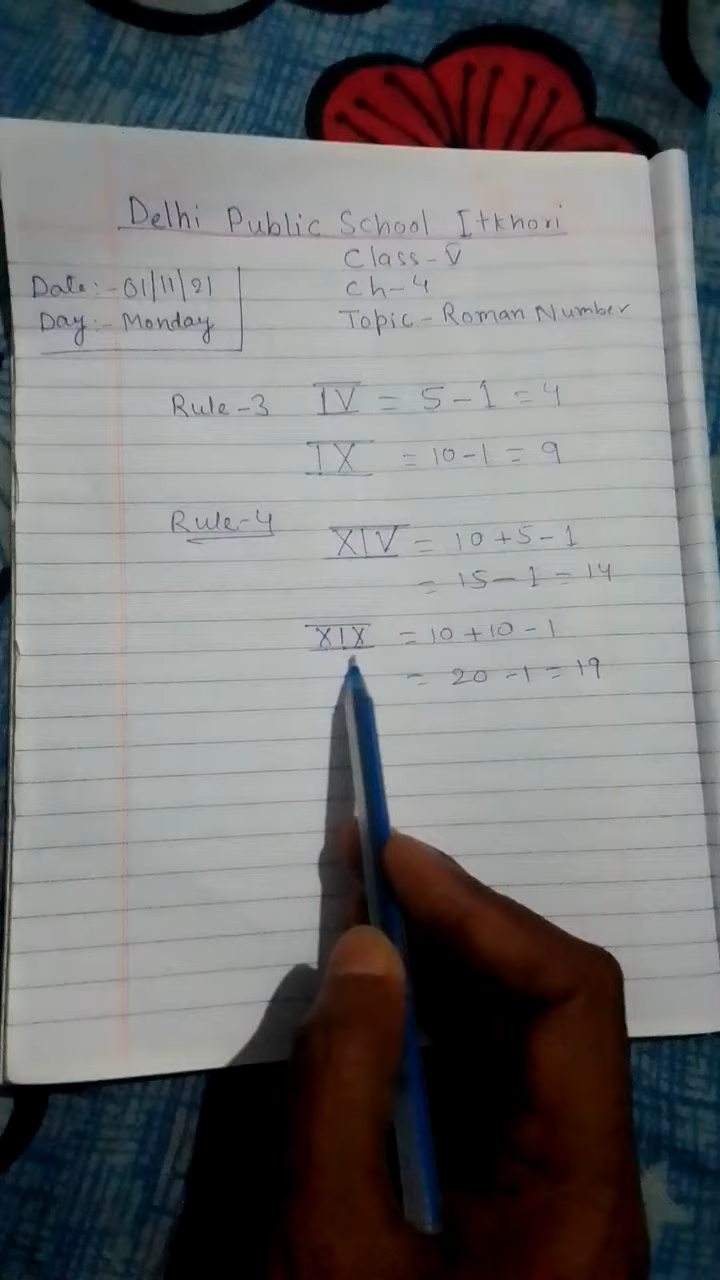 Delhi Public School Itkhori
Class-V
Date:-01/11/21
Ch-4
Day:- Monday
Topic-Roman Number
Rule-3 IV = 5-1=4
IX = 10-1=9
Rule-4 XIV = 10+5-1
= 15-1=14
XIX = 10+10-1
= 20-1=19